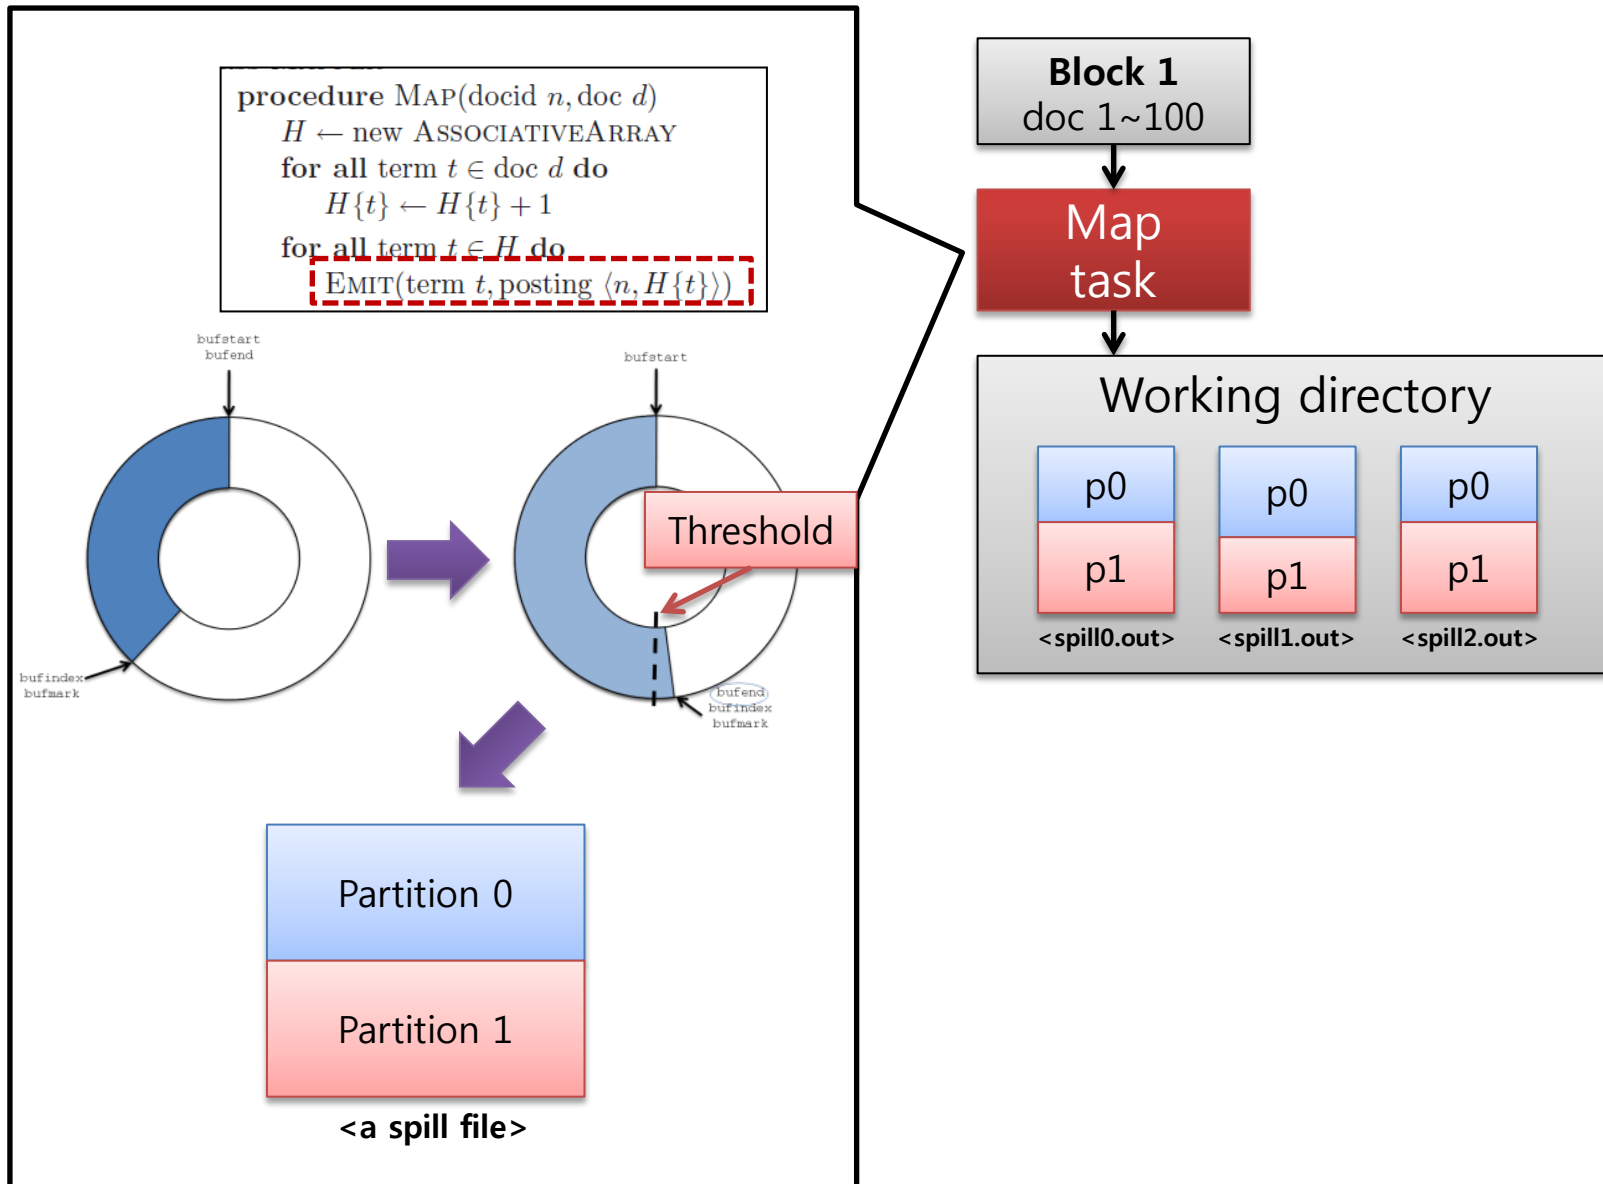 procedure MAP(docid n, doc d)
H ← new ASSOCIATIVEARRAY
for all term t ∈ doc d do
H{t} ← H{t} + 1
for all term t ∈ H do
EMIT(term t, posting ⟨n, H{t}⟩)
bufstart
bufend
bufindex
bufmark
bufstart
Threshold
bufend
bufindex
bufmark
Partition 0
Partition 1
<a spill file>
Block 1
doc 1~100
Map
task
Working directory
p0
p1
<spill0.out>
p0
p1
<spill1.out>
p0
p1
<spill2.out>